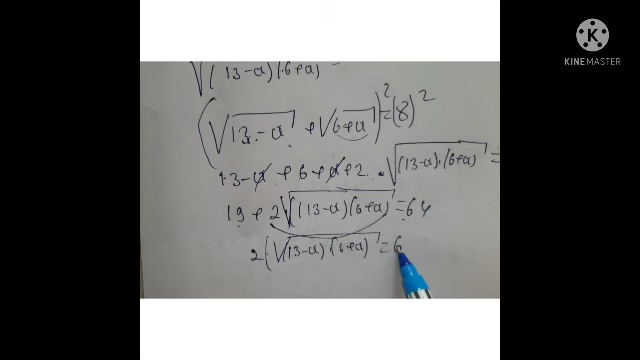 KINEMASTER
√(13-a)(6+a) =
(√13-a + √6+a)² = (8)²
13-a + 6+a+2 · √(13-a)·(6+a) =
19 + 2√(13-a)(6+a) = 64
2(√(13-a)·(6+a) = 6